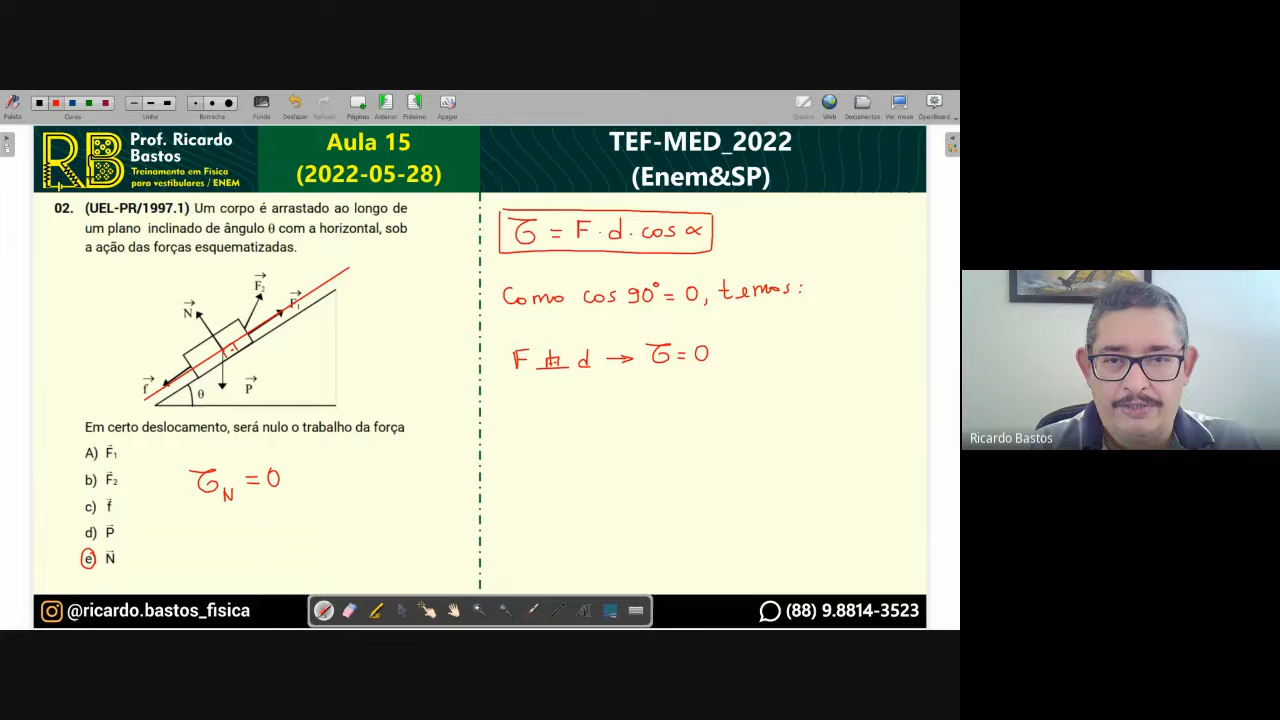 Paleta
Cores
Linha
Borracha
Fundo
Desfazer
Refazer
Páginas
Anterior
Próximo
Apagar
Quadro
Web
Documentos
Ver mesa
OpenBoard
RB
Prof. Ricardo
Bastos
Treinamento em Física
para vestibulares / ENEM
Aula 15
(2022-05-28)
TEF-MED_2022
(Enem&SP)
02. (UEL-PR/1997.1) Um corpo é arrastado ao longo de
um plano inclinado de ângulo θ com a horizontal, sob
a ação das forças esquematizadas.
F₂
F₁
N
f
P
θ
Em certo deslocamento, será nulo o trabalho da força
A) F₁
b) F₂
c) f
d) P
e) N
𝜏N = 0
𝜏 = F · d · cos α
Como cos 90° = 0, temos:
F ⊥ d → 𝜏 = 0
Ricardo Bastos
@ricardo.bastos_fisica
(88) 9.8814-3523